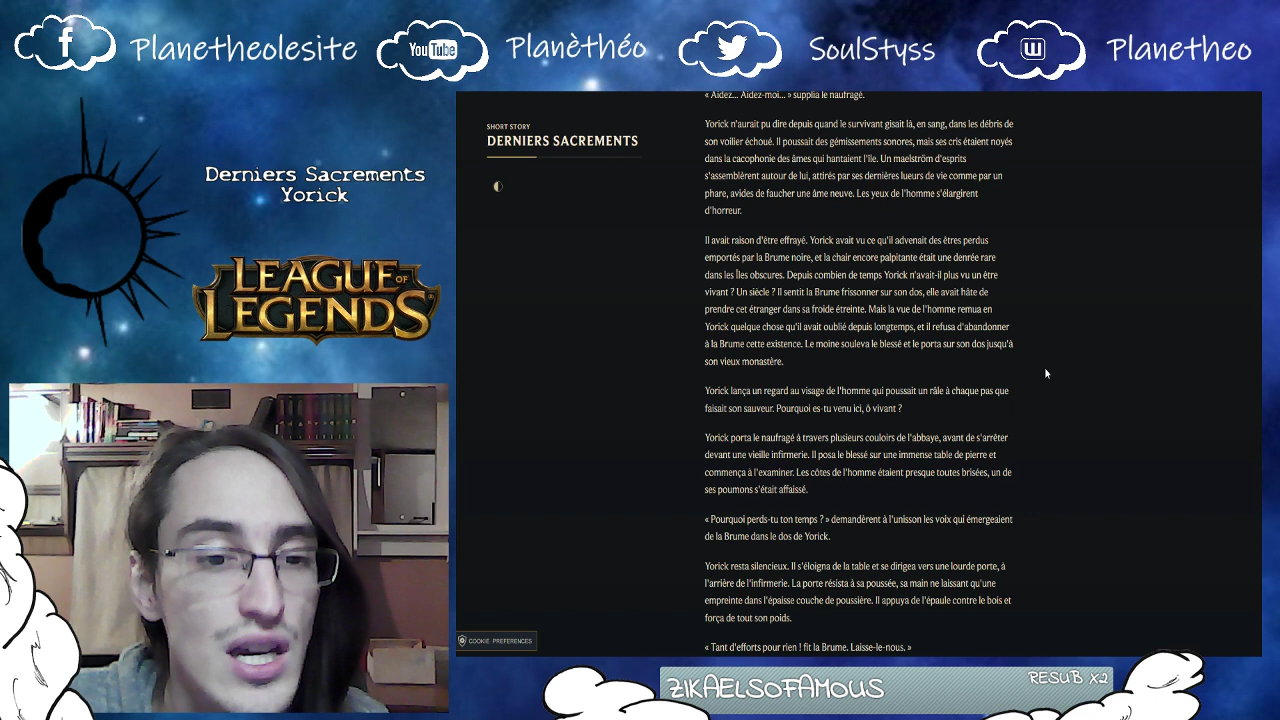 Planetheolesite
You Tube
Planèthéo
SoulStyss
Planetheo
Derniers Sacrements
Yorick
LEAGUE OF
LEGENDS
SHORT STORY
DERNIERS SACREMENTS
« Aidez... Aidez-moi... » supplia le naufragé.
Yorick n'aurait pu dire depuis quand le survivant gisait là, en sang, dans les débris de
son voilier échoué. Il poussait des gémissements sonores, mais ses cris étaient noyés
dans la cacophonie des âmes qui hantaient l'île. Un maelström d'esprits
s'assemblèrent autour de lui, attirés par ses dernières lueurs de vie comme par un
phare, avides de faucher une âme neuve. Les yeux de l'homme s'élargirent
d'horreur.
Il avait raison d'être effrayé. Yorick avait vu ce qu'il advenait des êtres perdus
emportés par la Brume noire, et la chair encore palpitante était une denrée rare
dans les Îles obscures. Depuis combien de temps Yorick n'avait-il plus vu un être
vivant ? Un siècle ? Il sentit la Brume frissonner sur son dos, elle avait hâte de
prendre cet étranger dans sa froide étreinte. Mais la vue de l'homme remua en
Yorick quelque chose qu'il avait oublié depuis longtemps, et il refusa d'abandonner
à la Brume cette existence. Le moine souleva le blessé et le porta sur son dos jusqu'à
son vieux monastère.
Yorick lança un regard au visage de l'homme qui poussait un râle à chaque pas que
faisait son sauveur. Pourquoi es-tu venu ici, ô vivant ?
Yorick porta le naufragé à travers plusieurs couloirs de l'abbaye, avant de s'arrêter
devant une vieille infirmerie. Il posa le blessé sur une immense table de pierre et
commença à l'examiner. Les côtes de l'homme étaient presque toutes brisées, un de
ses poumons s'était affaissé.
« Pourquoi perds-tu ton temps ? » demandèrent à l'unisson les voix qui émergeaient
de la Brume dans le dos de Yorick.
Yorick resta silencieux. Il s'éloigna de la table et se dirigea vers une lourde porte, à
l'arrière de l'infirmerie. La porte résista à sa poussée, sa main ne laissant qu'une
empreinte dans l'épaisse couche de poussière. Il appuya de l'épaule contre le bois et
força de tout son poids.
« Tant d'efforts pour rien ! fit la Brume. Laisse-le-nous. »
COOKIE PREFERENCES
ZIKAELSOFAMOUS
RESUB X2